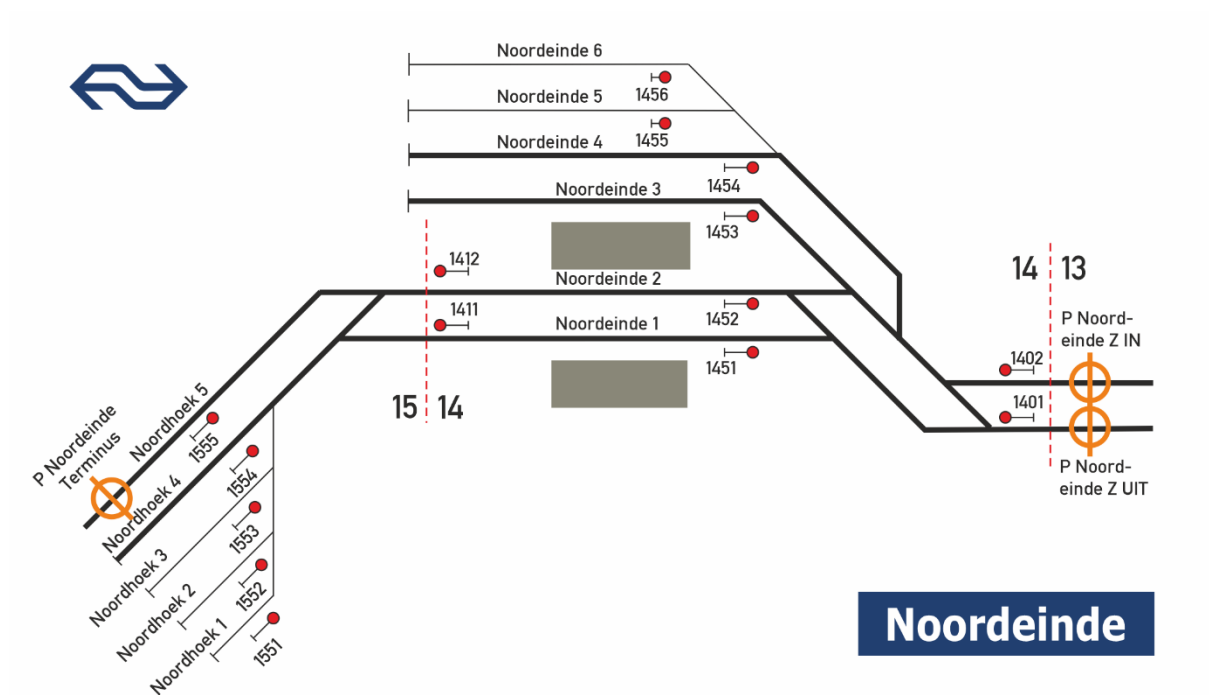 Noordeinde 6
1456
Noordeinde 5
1455
Noordeinde 4
1454
Noordeinde 3
1453
1412
Noordeinde 2
1411
1452
Noordeinde 1
1451
15
14
14
13
P Noord-
einde Z IN
1402
1401
P Noord-
einde Z UIT
P Noordeinde
Terminus
Noordhoek 5
1555
Noordhoek 4
1554
Noordhoek 3
1553
Noordhoek 2
1552
Noordhoek 1
1551
Noordeinde